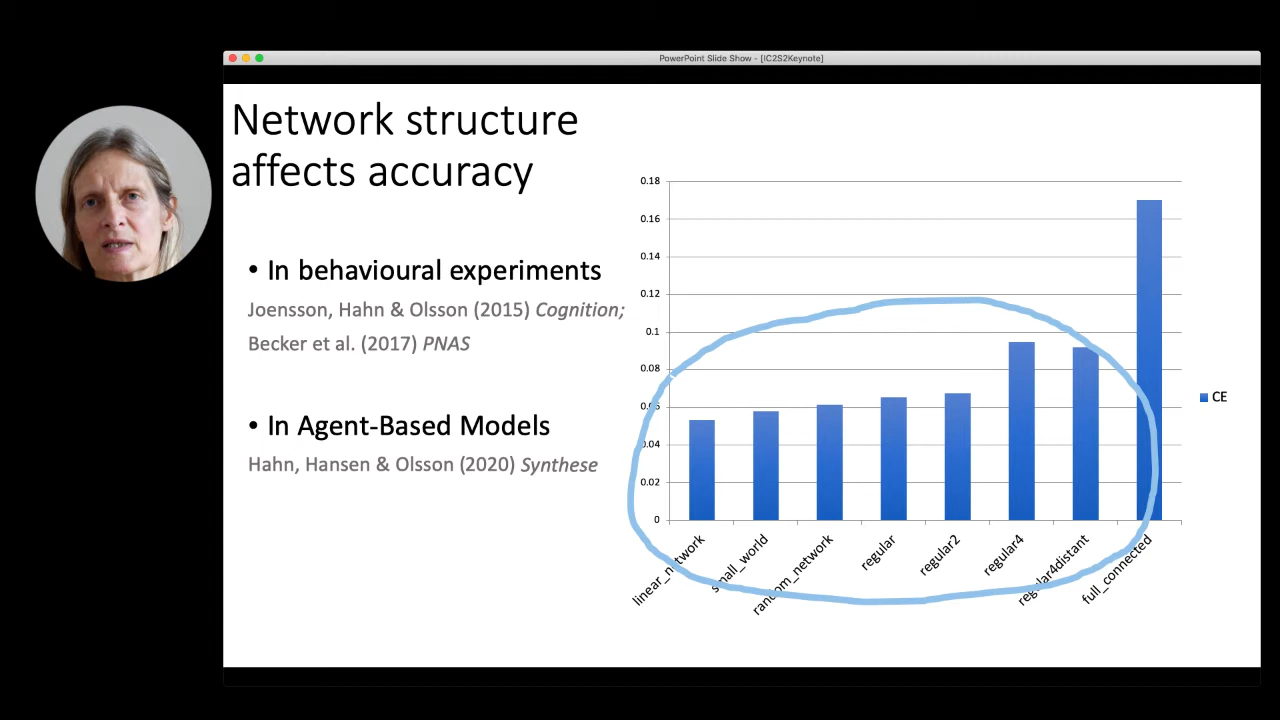 PowerPoint Slide Show - [IC2S2Keynote]
Network structure
affects accuracy
• In behavioural experiments
Joensson, Hahn & Olsson (2015) Cognition;
Becker et al. (2017) PNAS
• In Agent-Based Models
Hahn, Hansen & Olsson (2020) Synthese
0.18
0.16
0.14
0.12
0.1
0.08
0.06
0.04
0.02
0
linear_network
small_world
random_network
regular
regular2
regular4
regular4distant
full_connected
CE